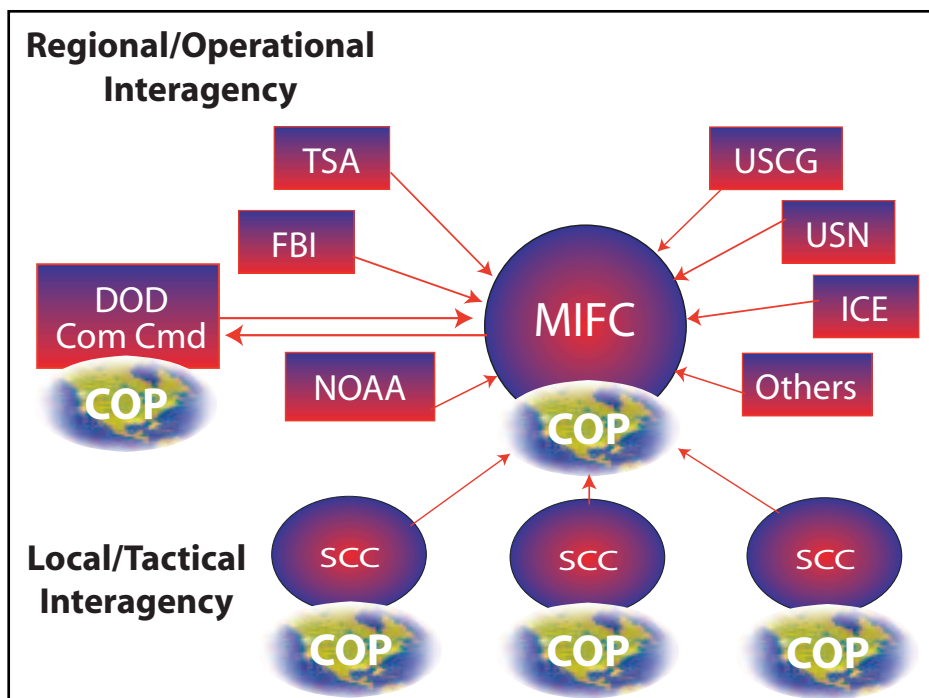 Regional/Operational
Interagency
TSA
USCG
FBI
USN
DOD
Com Cmd
MIFC
ICE
NOAA
Others
COP
COP
SCC
SCC
SCC
Local/Tactical
Interagency
COP
COP
COP